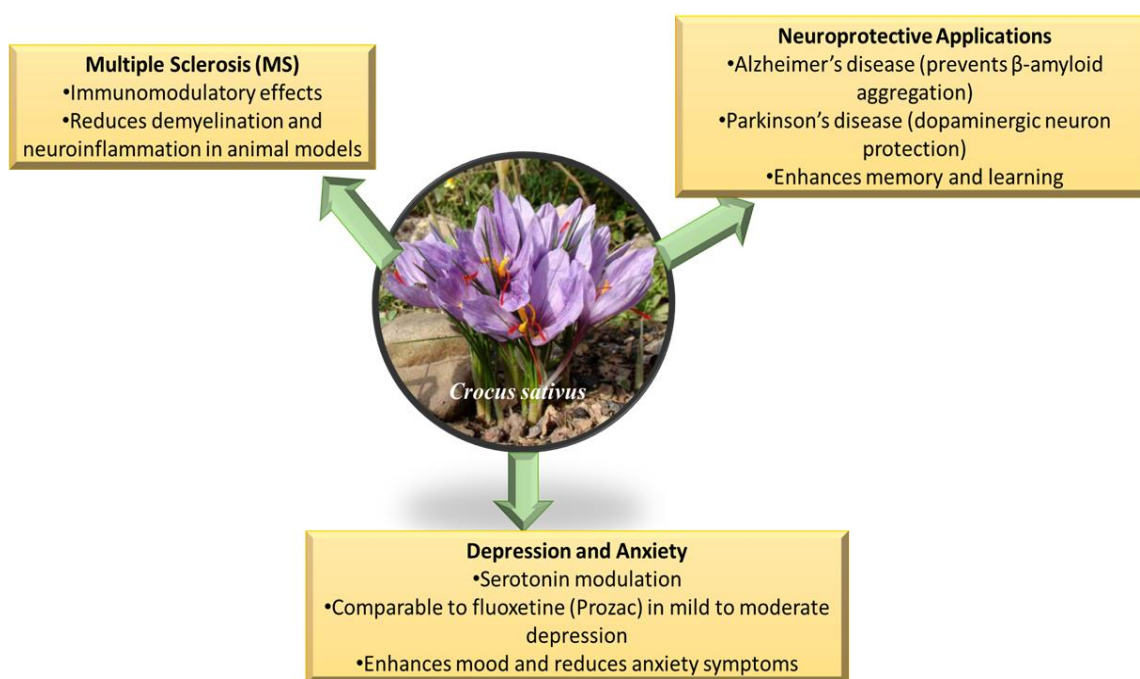 Multiple Sclerosis (MS)
•Immunomodulatory effects
•Reduces demyelination and
neuroinflammation in animal models
Neuroprotective Applications
•Alzheimer’s disease (prevents β-amyloid
aggregation)
•Parkinson’s disease (dopaminergic neuron
protection)
•Enhances memory and learning
Crocus sativus
Depression and Anxiety
•Serotonin modulation
•Comparable to fluoxetine (Prozac) in mild to moderate
depression
•Enhances mood and reduces anxiety symptoms